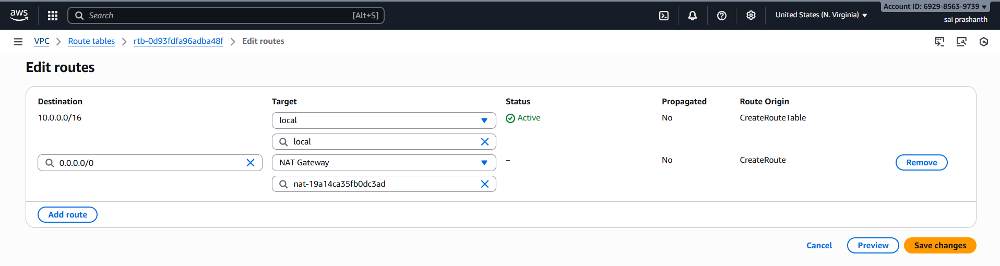 aws
Search
[Alt+S]
United States (N. Virginia)
Account ID: 6929-8563-9739
sai prashanth
VPC
Route tables
rtb-0d93fdfa96adba48f
Edit routes
Edit routes
Destination Target Status Propagated Route Origin
10.0.0.0/16 local Active No CreateRouteTable
local
0.0.0.0/0 NAT Gateway – No CreateRoute Remove
nat-19a14ca35fb0dc3ad
Add route
Cancel Preview Save changes